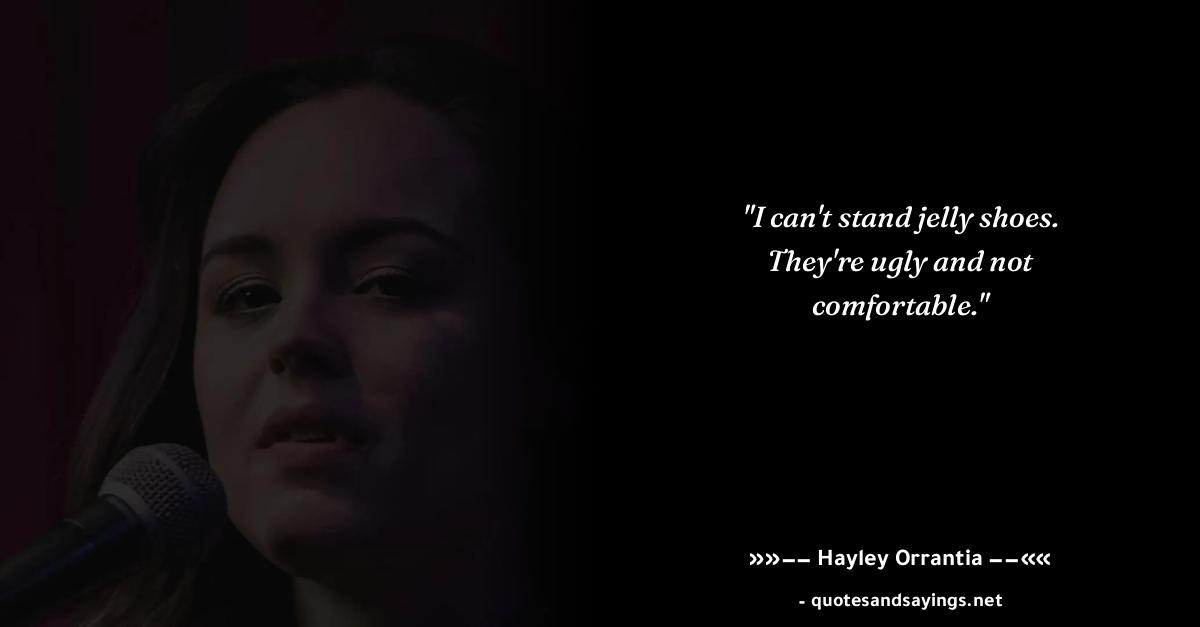 "I can't stand jelly shoes.
They're ugly and not
comfortable."
»»−− Hayley Orrantia −−««
- quotesandsayings.net